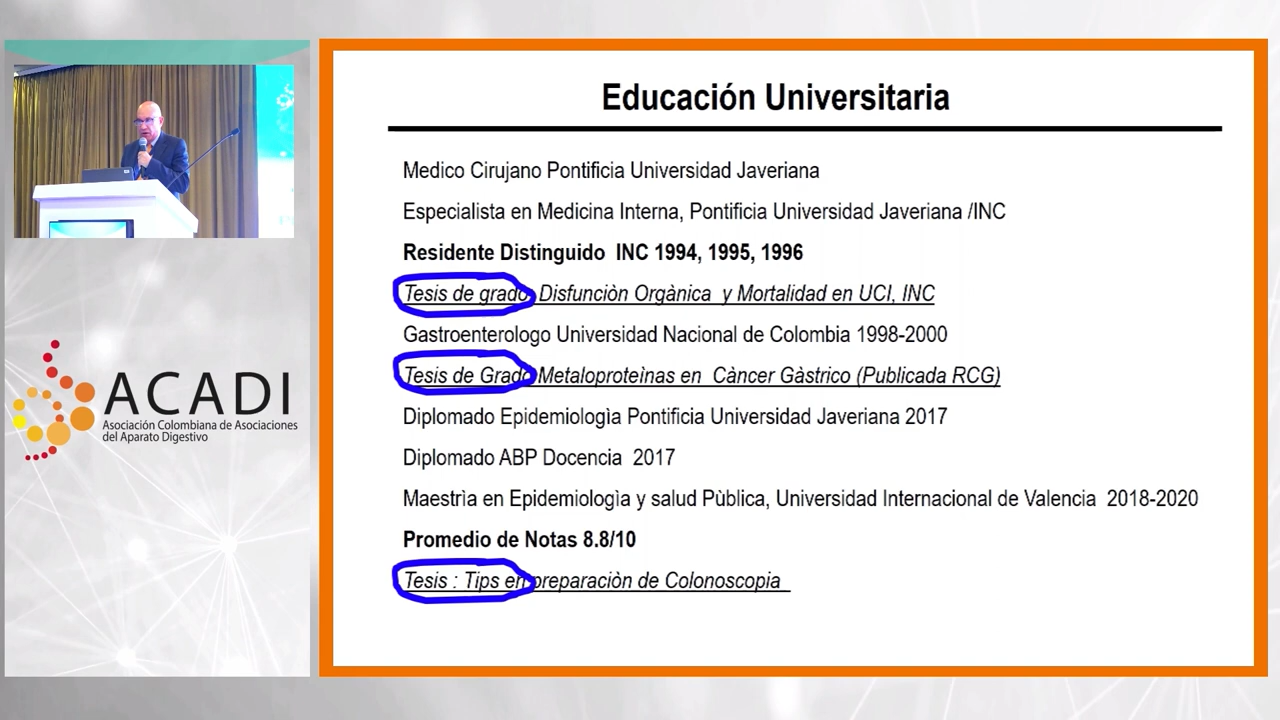 Educación Universitaria
Medico Cirujano Pontificia Universidad Javeriana
Especialista en Medicina Interna, Pontificia Universidad Javeriana /INC
Residente Distinguido INC 1994, 1995, 1996
Tesis de grado Disfunciòn Orgànica y Mortalidad en UCI, INC
Gastroenterologo Universidad Nacional de Colombia 1998-2000
Tesis de Grado Metaloproteìnas en Càncer Gàstrico (Publicada RCG)
Diplomado Epidemiologìa Pontificia Universidad Javeriana 2017
Diplomado ABP Docencia 2017
Maestrìa en Epidemiologìa y salud Pùblica, Universidad Internacional de Valencia 2018-2020
Promedio de Notas 8.8/10
Tesis : Tips en preparaciòn de Colonoscopia
ACADI
Asociación Colombiana de Asociaciones
del Aparato Digestivo